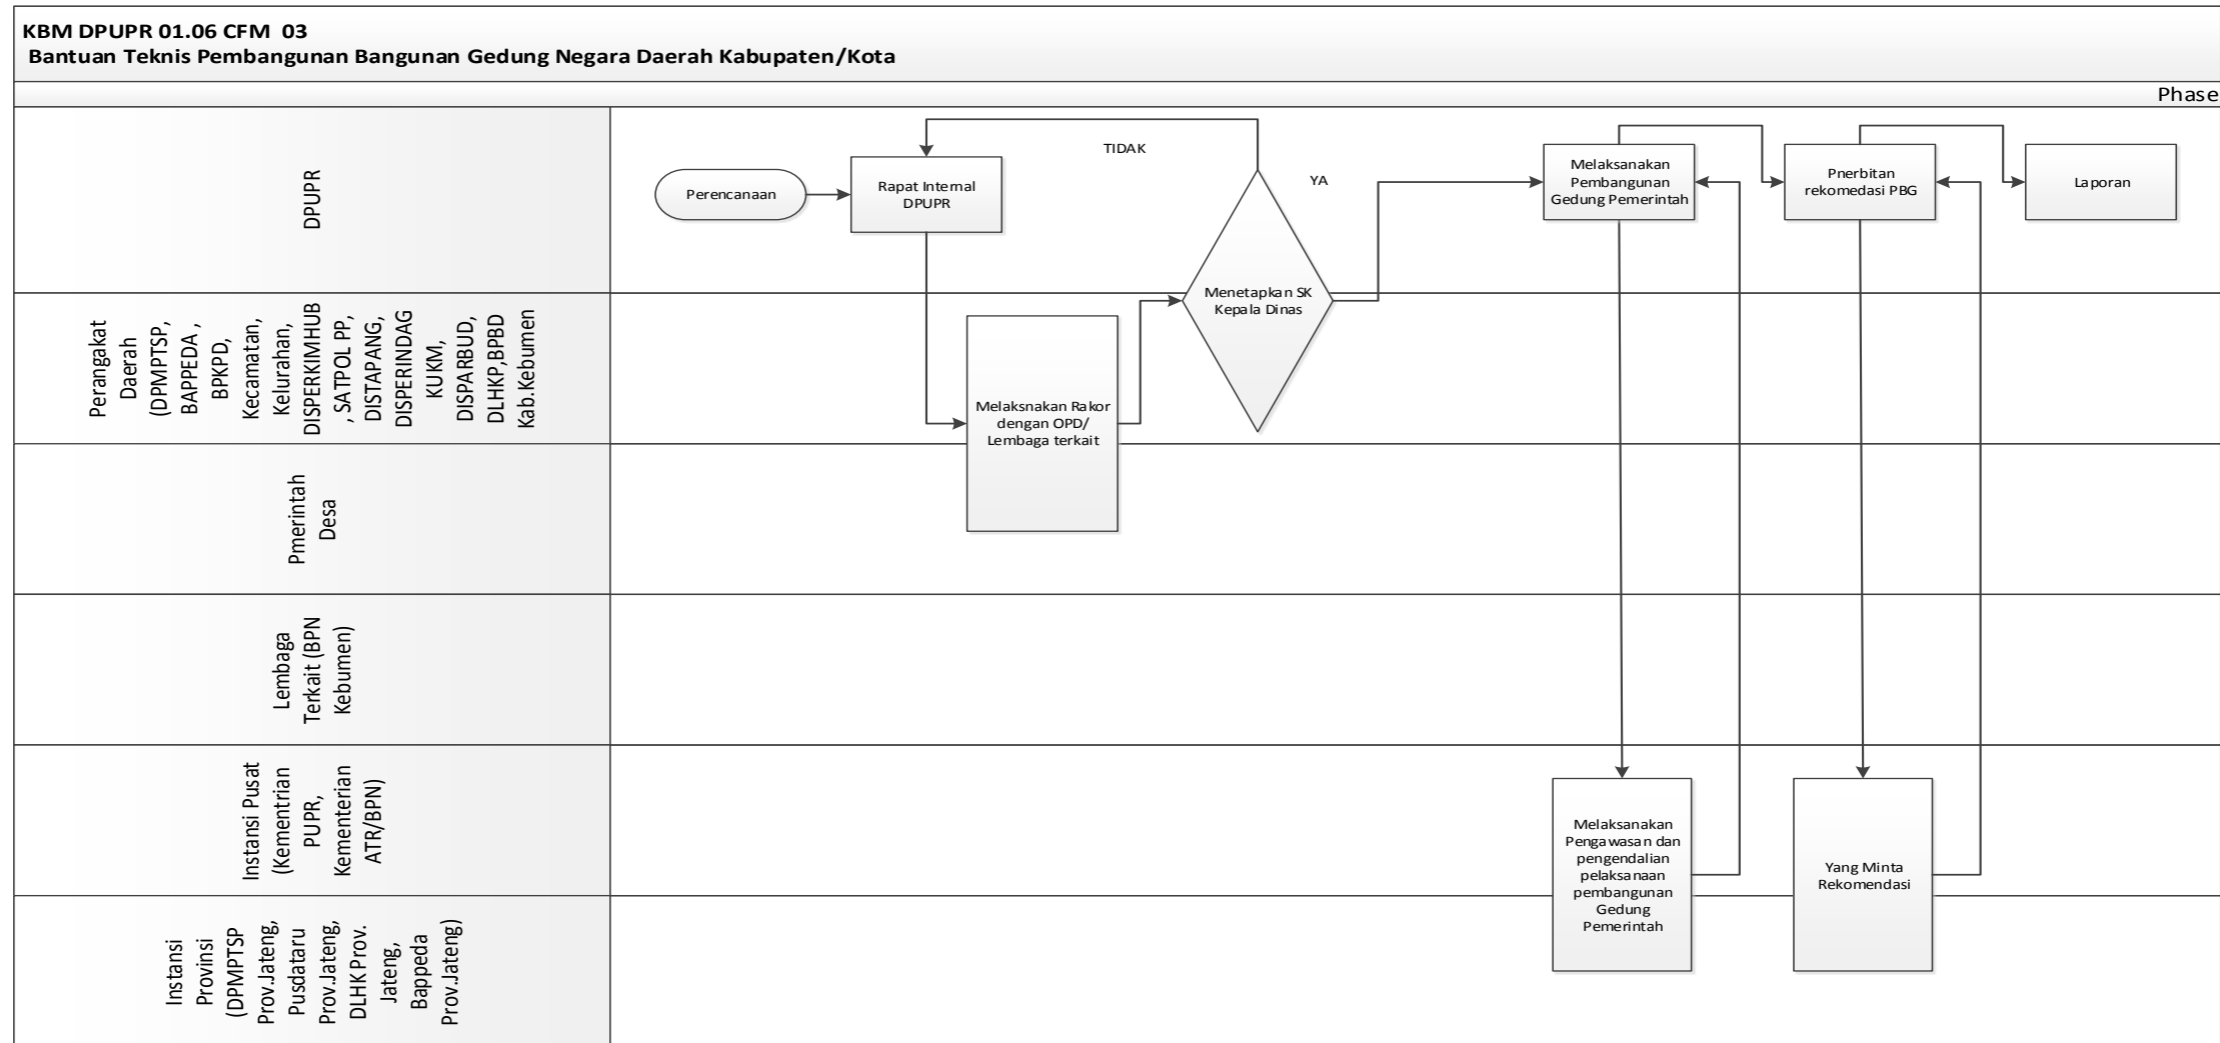 KBM DPUPR 01.06 CFM  03
Bantuan Teknis Pembangunan Bangunan Gedung Negara Daerah Kabupaten/Kota
Phase
DPUPR
Perencanaan
Rapat Internal
DPUPR
TIDAK
YA
Melaksanakan
Pembangunan
Gedung Pemerintah
Pnerbitan
rekomedasi PBG
Laporan
Perangakat
Daerah
(DPMPTSP,
BAPPEDA ,
BPKPD,
Kecamatan,
Kelurahan,
DISPERKIMHUB
, SATPOL PP,
DISTAPANG,
DISPERINDAG
KUKM,
DISPARBUD,
DLHKP,BPBD
Kab.Kebumen
Melaksnakan Rakor
dengan OPD/
Lembaga terkait
Menetapkan SK
Kepala Dinas
Pmerintah
Desa
Lembaga
Terkait (BPN
Kebumen)
Instansi Pusat
(Kementrian
PUPR,
Kementerian
ATR/BPN)
Melaksanakan
Pengawasan dan
pengendalian
pelaksanaan
pembangunan
Gedung
Pemerintah
Yang Minta
Rekomendasi
Instansi
Provinsi
(DPMPTSP
Prov.Jateng,
Pusdataru
Prov.Jateng,
DLHK Prov.
Jateng,
Bappeda
Prov.Jateng)